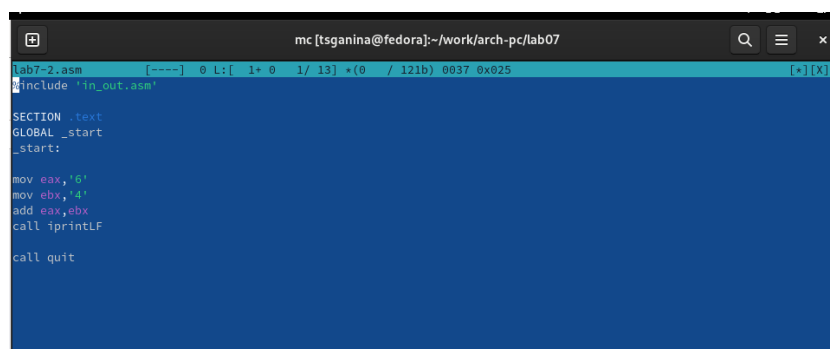 mc [tsganina@fedora]:~/work/arch-pc/lab07
lab7-2.asm [----] 0 L:[ 1+ 0 1/ 13] *(0 / 121b) 0037 0x025 [*][X]
%include 'in_out.asm'
SECTION .text
GLOBAL _start
_start:
mov eax,'6'
mov ebx,'4'
add eax,ebx
call iprintLF
call quit